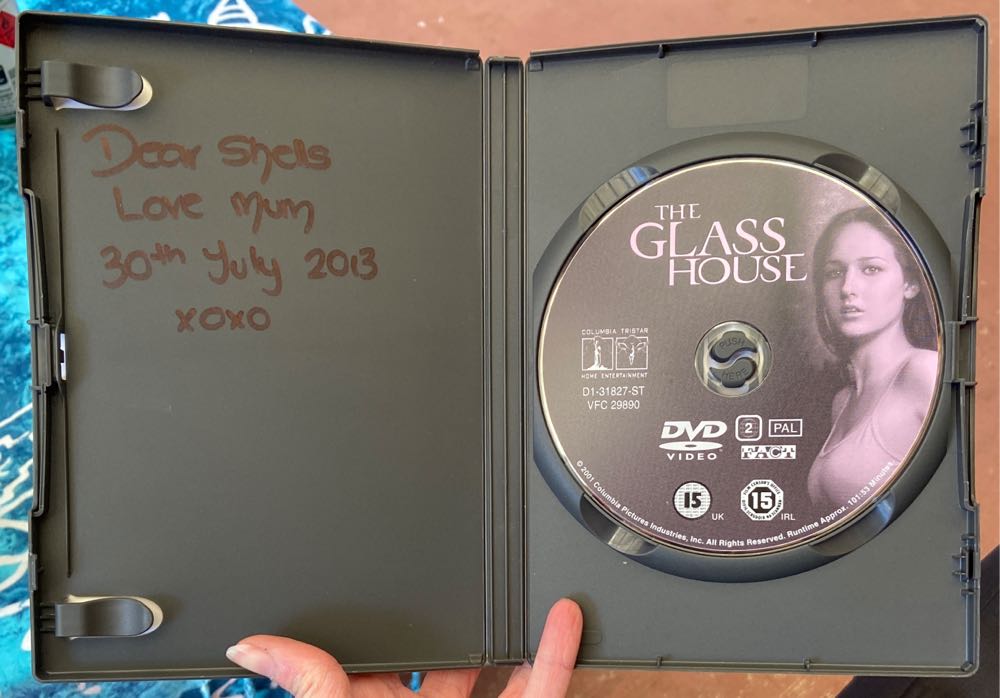 Dear Shells
Love Mum
30th July 2013
xoxo
THE
GLASS
HOUSE
COLUMBIA TRISTAR
HOME ENTERTAINMENT
D1-31827-ST
VFC 29890
PUSH
HERE
DVD
VIDEO
2
PAL
FACT
15
UK
15
IRL
© 2001 Columbia Pictures Industries, Inc. All Rights Reserved. Runtime Approx. 101:53 Minutes.